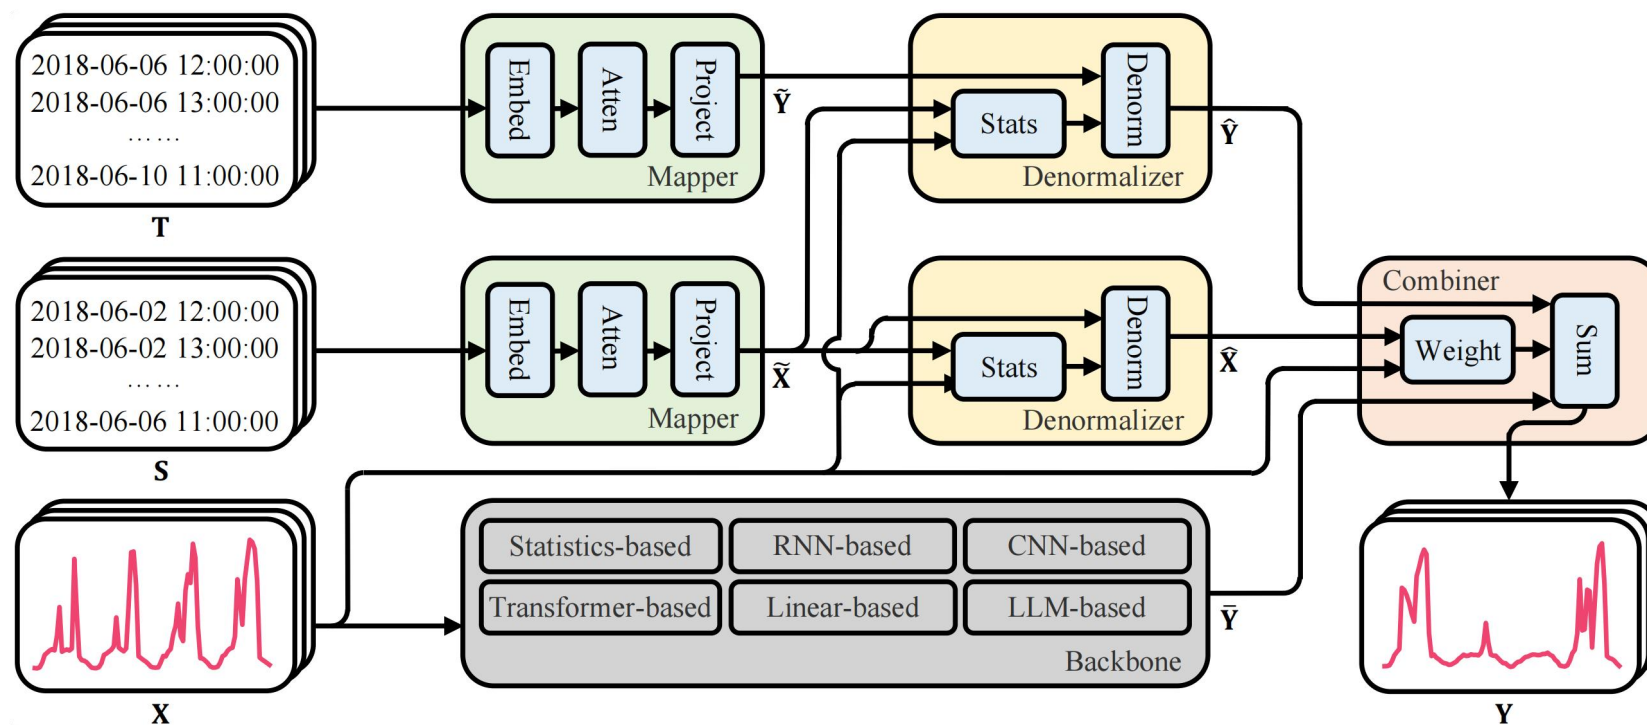 2018-06-06 12:00:00
2018-06-06 13:00:00
... ...
2018-06-10 11:00:00
T
Embed
Atten
Project
Mapper
Ỹ
Stats
Denorm
Denormalizer
Ŷ
2018-06-02 12:00:00
2018-06-02 13:00:00
... ...
2018-06-06 11:00:00
S
Embed
Atten
Project
Mapper
X̃
Stats
Denorm
Denormalizer
X̂
Combiner
Weight
Sum
X
Statistics-based
RNN-based
CNN-based
Transformer-based
Linear-based
LLM-based
Backbone
Ȳ
Y